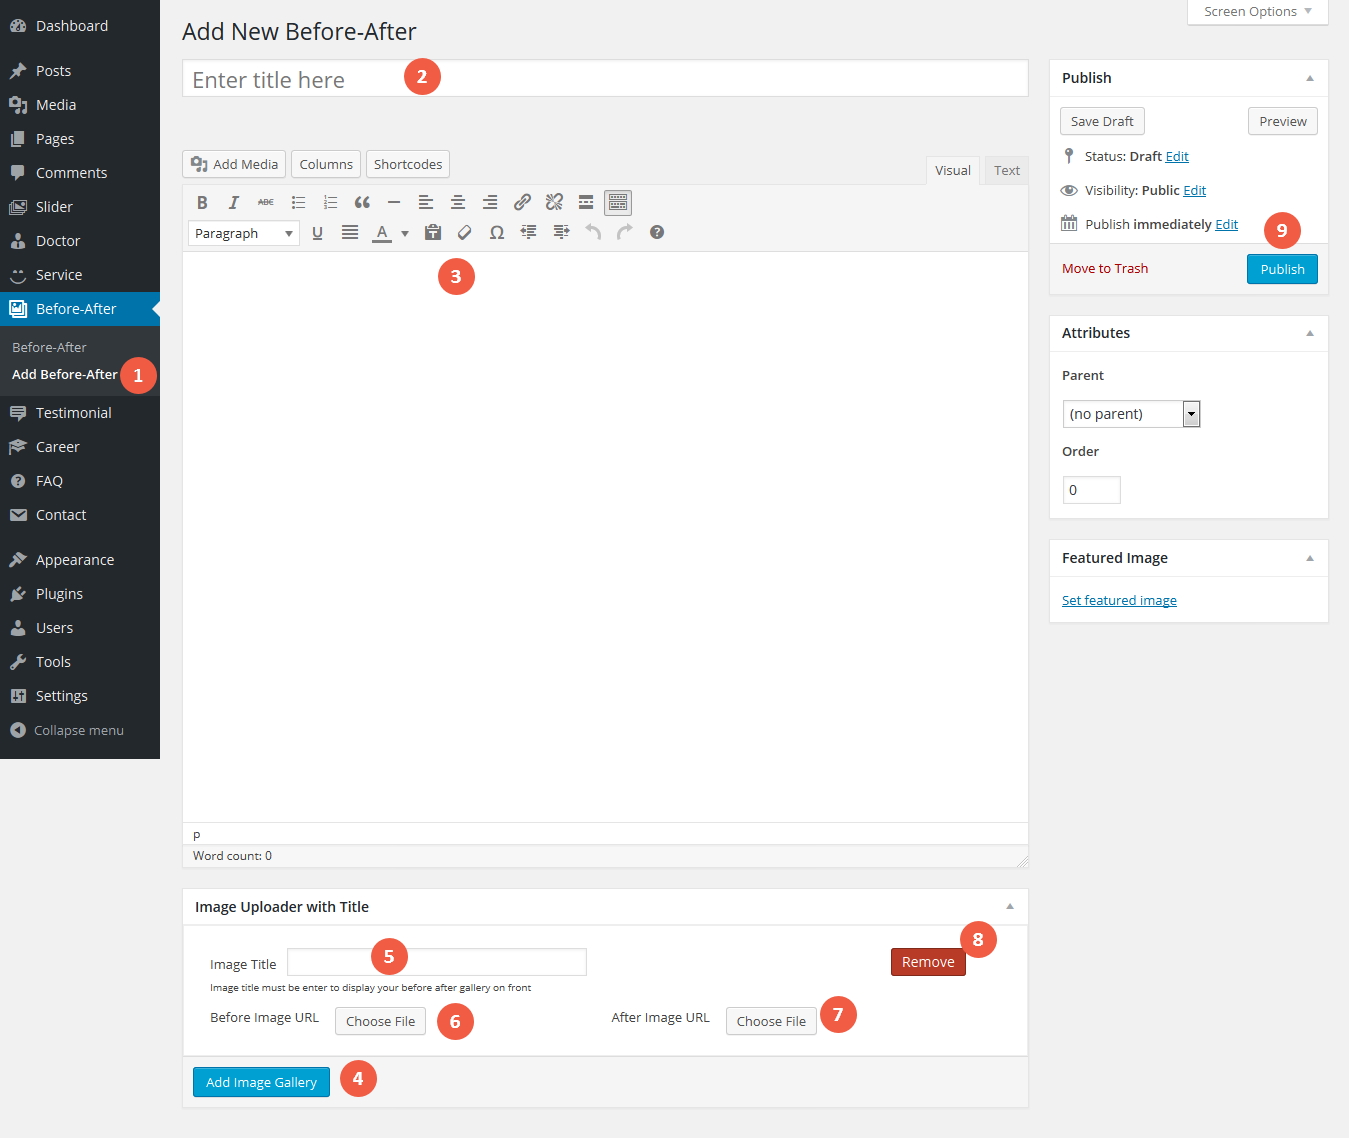 Dashboard
Posts
Media
Pages
Comments
Slider
Doctor
Service
Before-After
Before-After
Add Before-After 1
Testimonial
Career
FAQ
Contact
Appearance
Plugins
Users
Tools
Settings
Collapse menu
Screen Options
Add New Before-After
Enter title here 2
Add Media Columns Shortcodes
Visual Text
B I ABC
Paragraph U A Ω ?
3
p
Word count: 0
Image Uploader with Title
Image Title 5 Remove 8
Image title must be enter to display your before after gallery on front
Before Image URL Choose File 6 After Image URL Choose File 7
Add Image Gallery 4
Publish
Save Draft Preview
Status: Draft Edit
Visibility: Public Edit
Publish immediately Edit
9
Move to Trash Publish
Attributes
Parent
(no parent)
Order
0
Featured Image
Set featured image